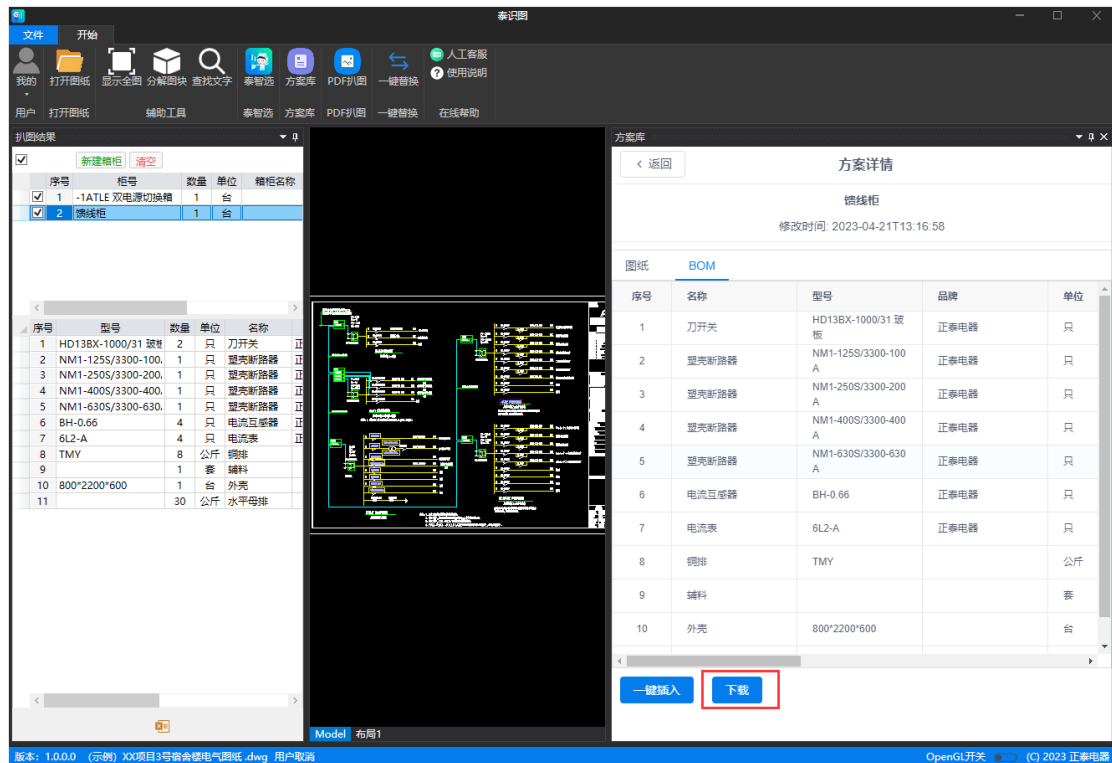 泰识图
文件 开始
我的 打开图纸 显示全图 分解图块 查找文字 泰智选 方案库 PDF扒图 一键替换 人工客服
使用说明
用户 打开图纸 辅助工具 泰智选 方案库 PDF扒图 一键替换 在线帮助
扒图结果
新建箱柜 清空
序号 柜号 数量 单位 箱柜名称
1 -1ATLE 双电源切换箱 1 台
2 馈线柜 1 台
序号 型号 数量 单位 名称
1 HD13BX-1000/31 玻板 2 只 刀开关 正
2 NM1-125S/3300-100. 1 只 塑壳断路器 正
3 NM1-250S/3300-200. 1 只 塑壳断路器 正
4 NM1-400S/3300-400. 1 只 塑壳断路器 正
5 NM1-630S/3300-630. 1 只 塑壳断路器 正
6 BH-0.66 4 只 电流互感器 正
7 6L2-A 4 只 电流表 正
8 TMY 8 公斤 铜排
9 1 套 辅料
10 800*2200*600 1 台 外壳
11 30 公斤 水平母排
Model 布局1
方案库
< 返回 方案详情
馈线柜
修改时间: 2023-04-21T13:16:58
图纸 BOM
序号 名称 型号 品牌 单位
1 刀开关 HD13BX-1000/31 玻
板 正泰电器 只
2 塑壳断路器 NM1-125S/3300-100
A 正泰电器 只
3 塑壳断路器 NM1-250S/3300-200
A 正泰电器 只
4 塑壳断路器 NM1-400S/3300-400
A 正泰电器 只
5 塑壳断路器 NM1-630S/3300-630
A 正泰电器 只
6 电流互感器 BH-0.66 正泰电器 只
7 电流表 6L2-A 正泰电器 只
8 铜排 TMY 公斤
9 辅料 套
10 外壳 800*2200*600 台
一键插入 下载
版本: 1.0.0.0 (示例) XX项目3号宿舍楼电气图纸.dwg 用户取消 OpenGL开关 (C) 2023 正泰电器